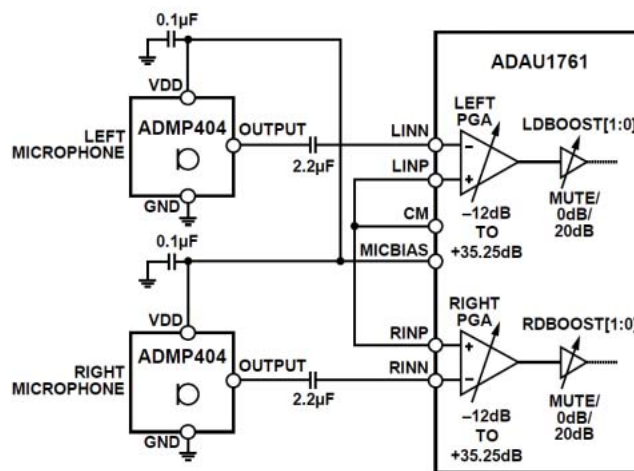 0.1µF
VDD
ADMP404
LEFT
MICROPHONE
OUTPUT
2.2µF
GND
0.1µF
VDD
ADMP404
RIGHT
MICROPHONE
OUTPUT
2.2µF
GND
ADAU1761
LINN
LINP
CM
MICBIAS
RINP
RINN
LEFT
PGA
–
+
–12dB
TO
+35.25dB
LDBOOST[1:0]
MUTE/
0dB/
20dB
RIGHT
PGA
+
–
–12dB
TO
+35.25dB
RDBOOST[1:0]
MUTE/
0dB/
20dB